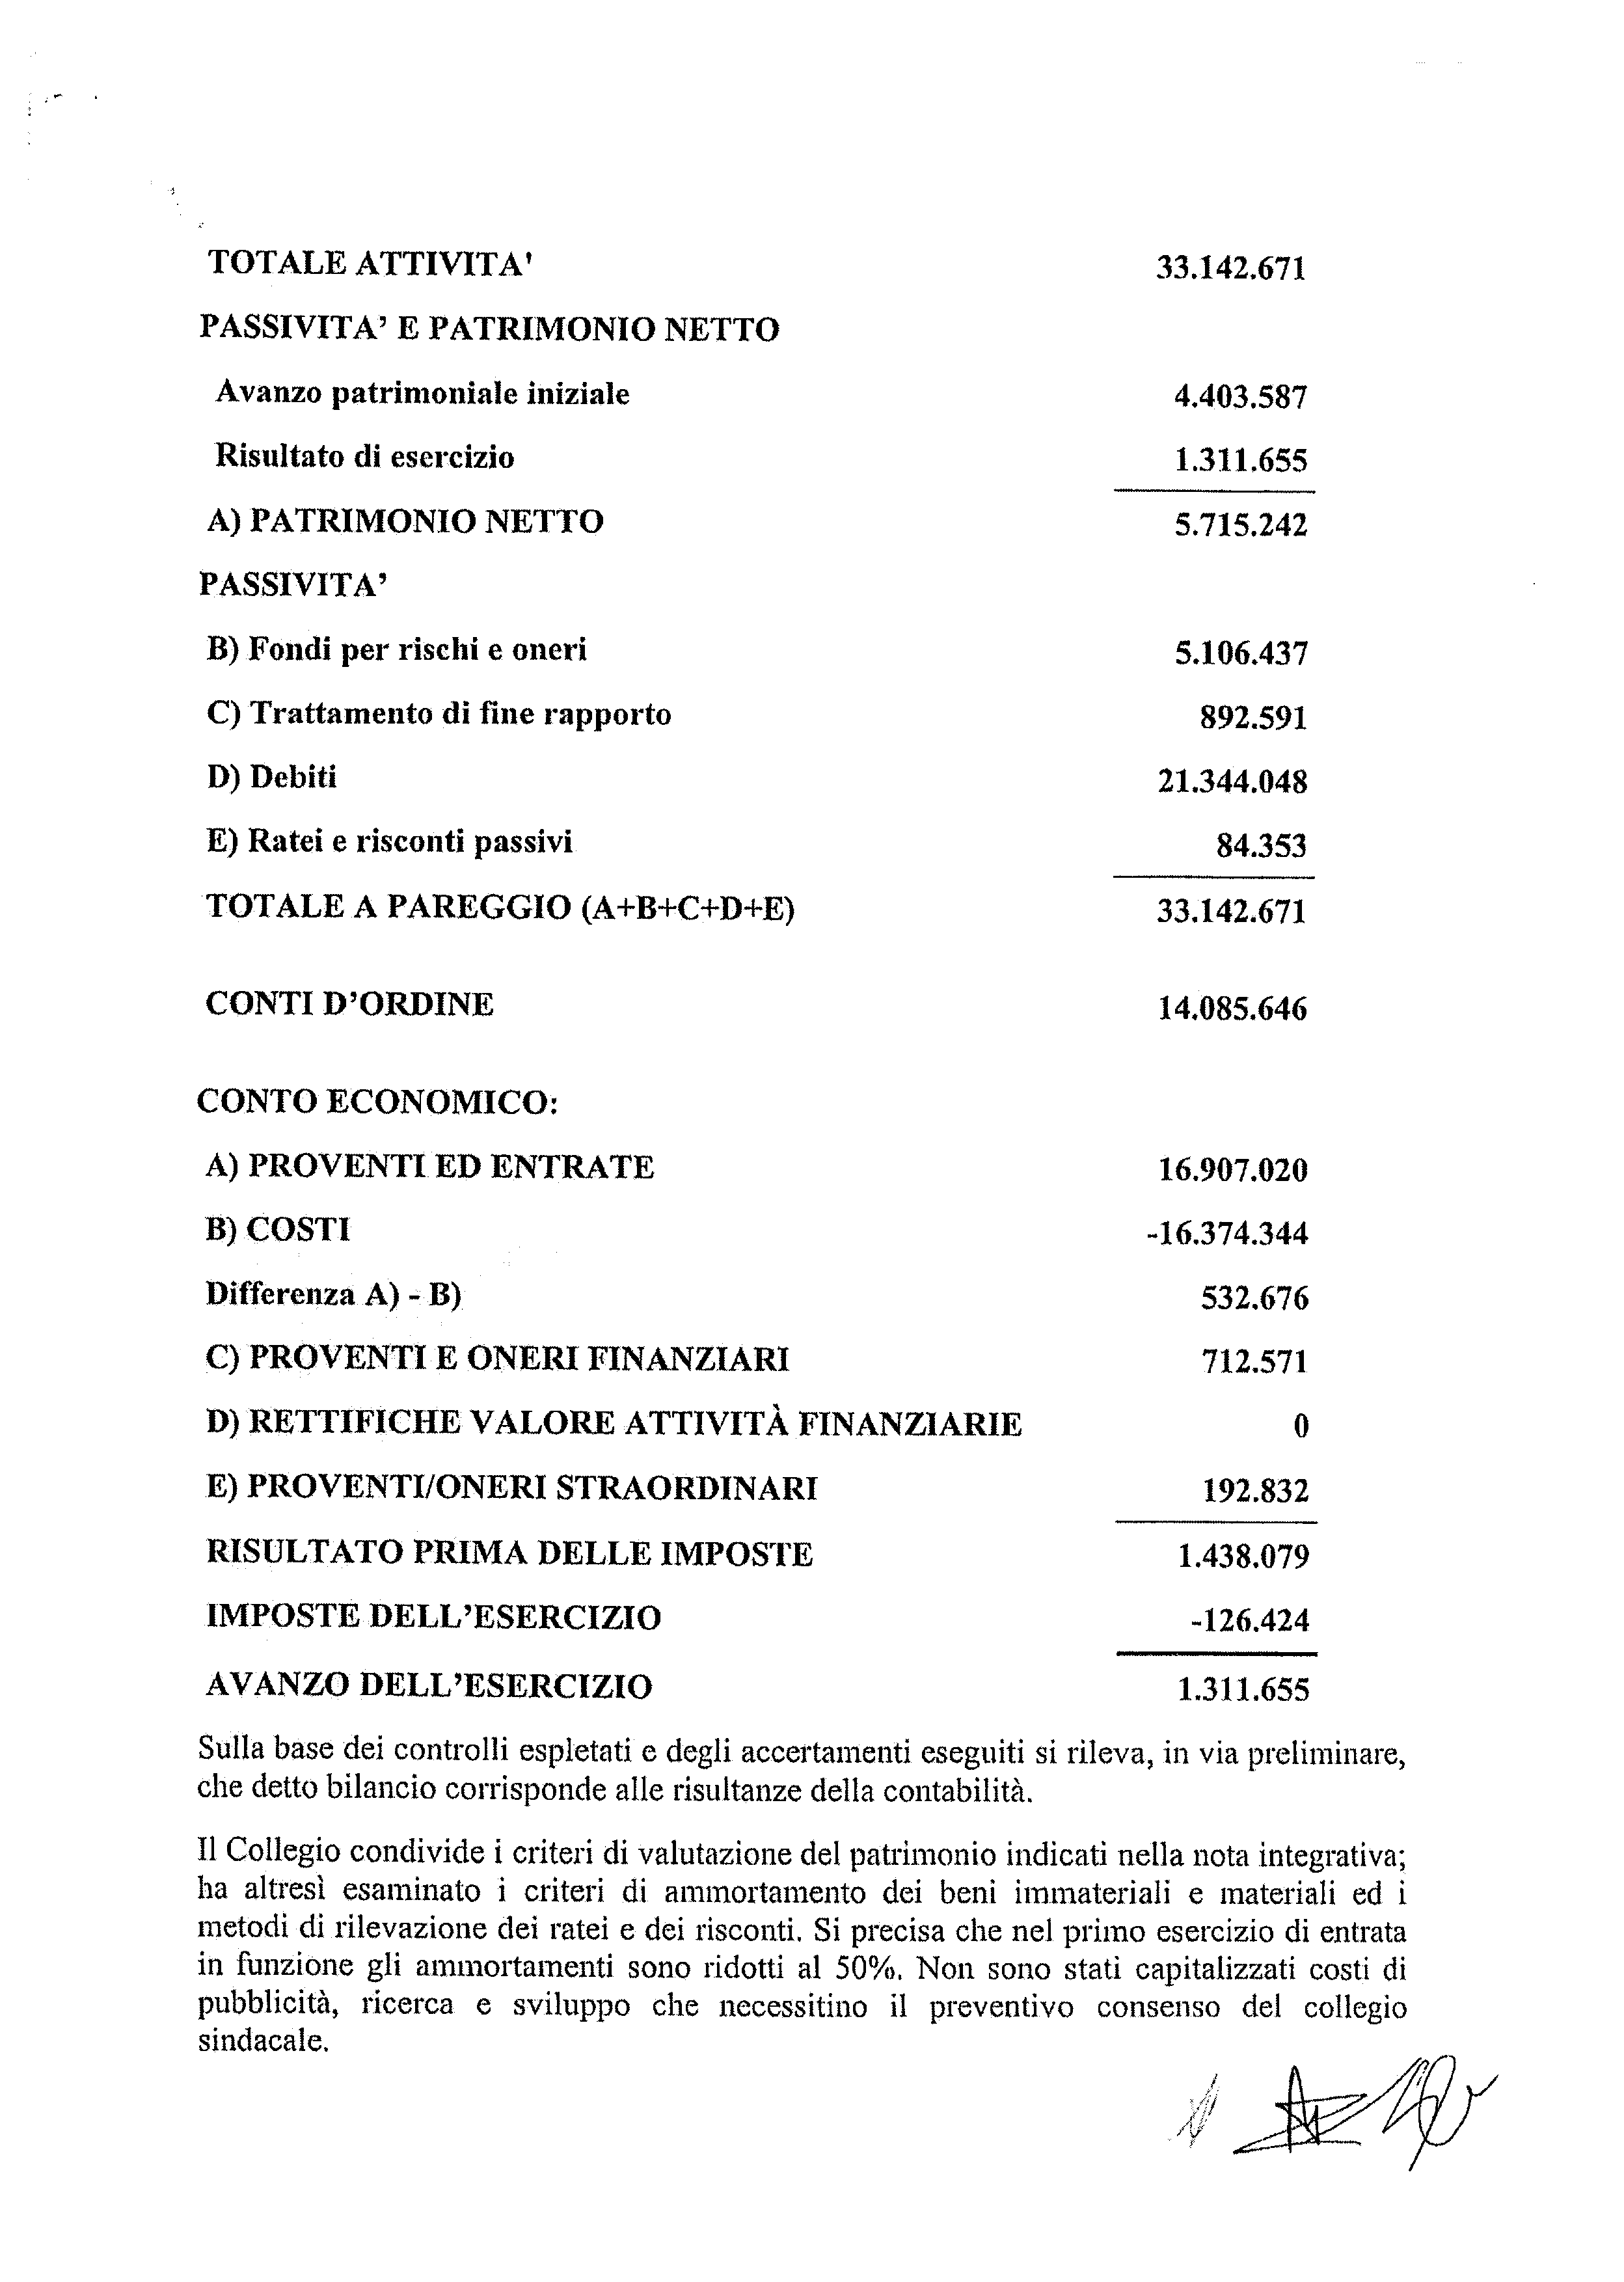 TOTALE ATTIVITA' 33.142.671
PASSIVITA’ E PATRIMONIO NETTO
Avanzo patrimoniale iniziale 4.403.587
Risultato di esercizio 1.311.655
A) PATRIMONIO NETTO 5.715.242
PASSIVITA’
B) Fondi per rischi e oneri 5.106.437
C) Trattamento di fine rapporto 892.591
D) Debiti 21.344.048
E) Ratei e risconti passivi 84.353
TOTALE A PAREGGIO (A+B+C+D+E) 33.142.671
CONTI D’ORDINE 14.085.646
CONTO ECONOMICO:
A) PROVENTI ED ENTRATE 16.907.020
B) COSTI -16.374.344
Differenza A) - B) 532.676
C) PROVENTI E ONERI FINANZIARI 712.571
D) RETTIFICHE VALORE ATTIVITÀ FINANZIARIE 0
E) PROVENTI/ONERI STRAORDINARI 192.832
RISULTATO PRIMA DELLE IMPOSTE 1.438.079
IMPOSTE DELL’ESERCIZIO -126.424
AVANZO DELL’ESERCIZIO 1.311.655
Sulla base dei controlli espletati e degli accertamenti eseguiti si rileva, in via preliminare,
che detto bilancio corrisponde alle risultanze della contabilità.
Il Collegio condivide i criteri di valutazione del patrimonio indicati nella nota integrativa;
ha altresì esaminato i criteri di ammortamento dei beni immateriali e materiali ed i
metodi di rilevazione dei ratei e dei risconti. Si precisa che nel primo esercizio di entrata
in funzione gli ammortamenti sono ridotti al 50%. Non sono stati capitalizzati costi di
pubblicità, ricerca e sviluppo che necessitino il preventivo consenso del collegio
sindacale.